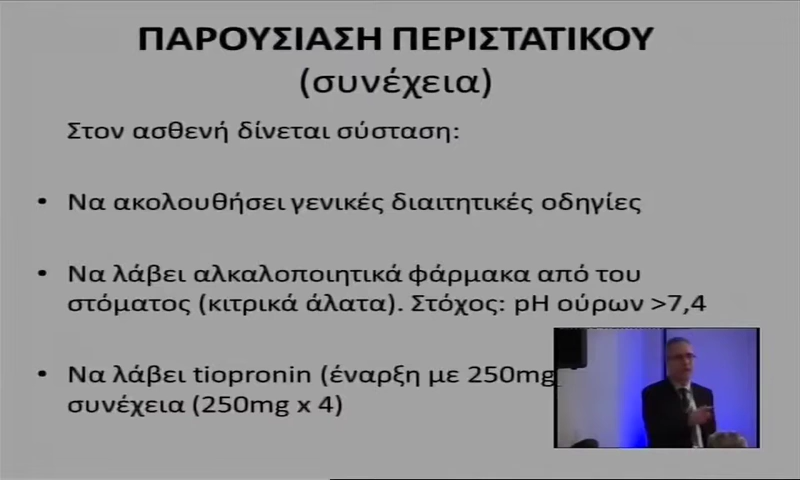 ΠΑΡΟΥΣΙΑΣΗ ΠΕΡΙΣΤΑΤΙΚΟΥ
(συνέχεια)
Στον ασθενή δίνεται σύσταση:
• Να ακολουθήσει γενικές διαιτητικές οδηγίες
• Να λάβει αλκαλοποιητικά φάρμακα από του
στόματος (κιτρικά άλατα). Στόχος: pH ούρων >7,4
• Να λάβει tiopronin (έναρξη με 250mg
συνέχεια (250mg x 4)